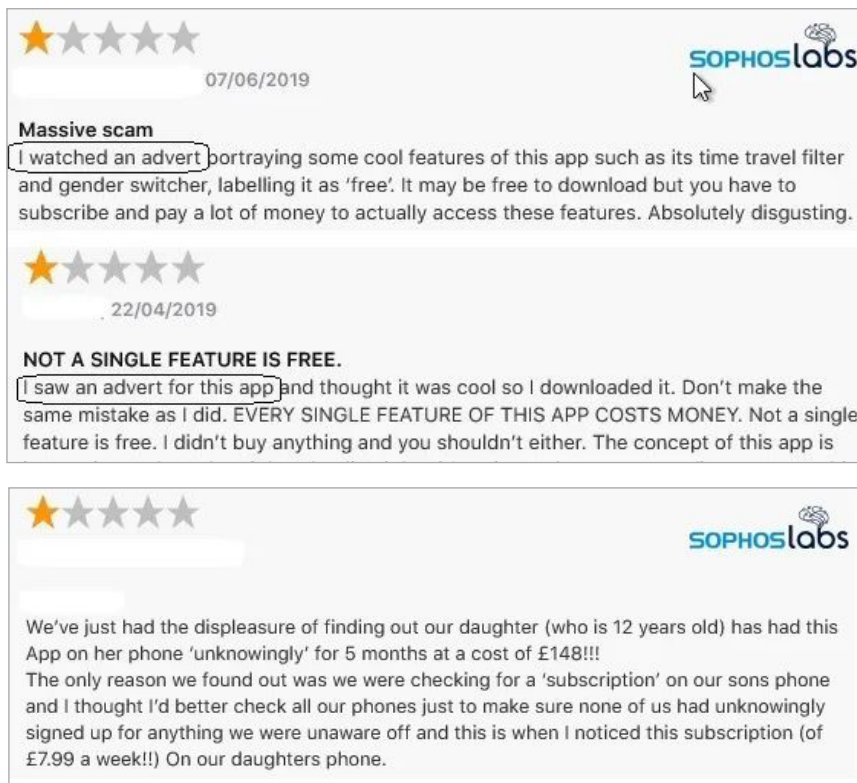 SOPHOSlabs
07/06/2019
Massive scam
I watched an advert portraying some cool features of this app such as its time travel filter
and gender switcher, labelling it as ‘free’. It may be free to download but you have to
subscribe and pay a lot of money to actually access these features. Absolutely disgusting.
22/04/2019
NOT A SINGLE FEATURE IS FREE.
I saw an advert for this app and thought it was cool so I downloaded it. Don’t make the
same mistake as I did. EVERY SINGLE FEATURE OF THIS APP COSTS MONEY. Not a single
feature is free. I didn’t buy anything and you shouldn’t either. The concept of this app is
SOPHOSlabs
We’ve just had the displeasure of finding out our daughter (who is 12 years old) has had this
App on her phone ‘unknowingly’ for 5 months at a cost of £148!!!
The only reason we found out was we were checking for a ‘subscription’ on our sons phone
and I thought I’d better check all our phones just to make sure none of us had unknowingly
signed up for anything we were unaware off and this is when I noticed this subscription (of
£7.99 a week!!) On our daughters phone.